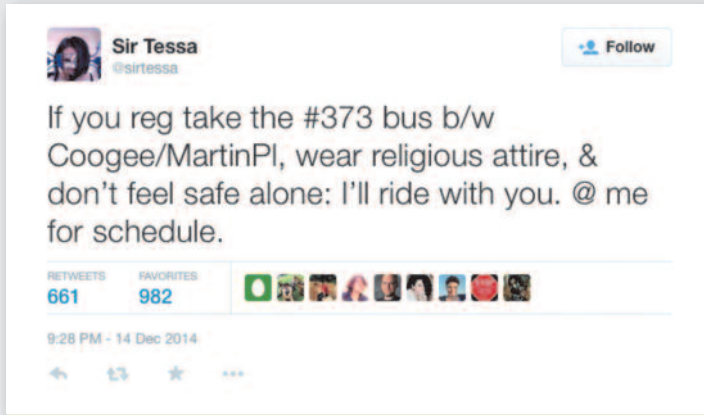 Sir Tessa
@sirtessa
Follow
If you reg take the #373 bus b/w
Coogee/MartinPl, wear religious attire, &
don't feel safe alone: I'll ride with you. @ me
for schedule.
RETWEETS FAVORITES
661 982
9:28 PM - 14 Dec 2014